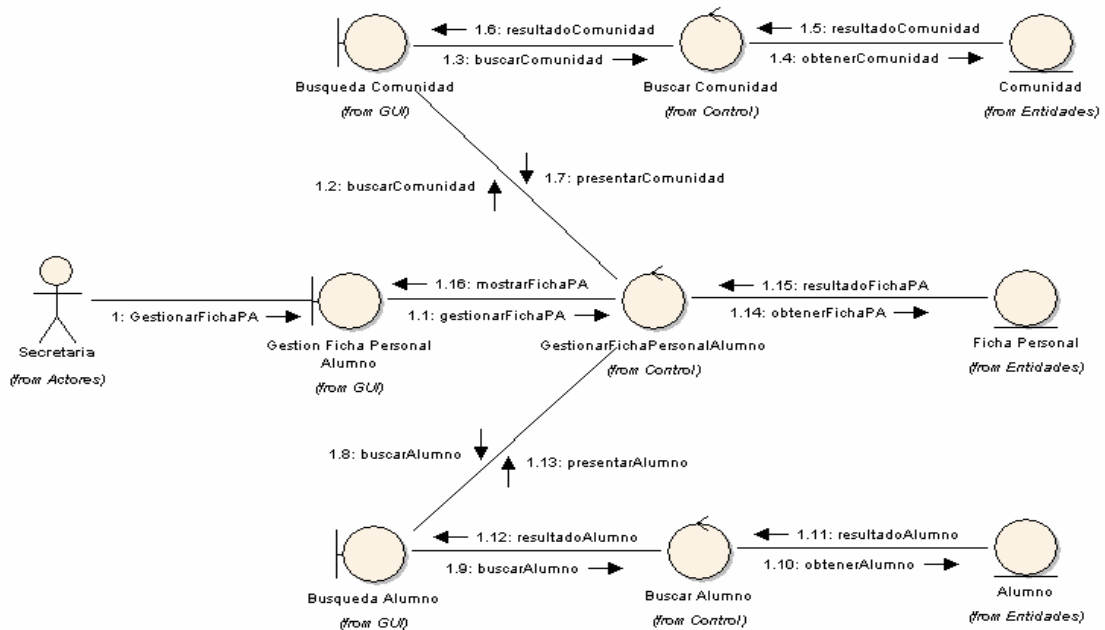 1.6: resultadoComunidad
1.5: resultadoComunidad
1.3: buscarComunidad
1.4: obtenerComunidad
Busqueda Comunidad
(from GUI)
Buscar Comunidad
(from Control)
Comunidad
(from Entidades)
1.2: buscarComunidad
1.7: presentarComunidad
1.16: mostrarFichaPA
1.15: resultadoFichaPA
1: GestionarFichaPA
1.1: gestionarFichaPA
1.14: obtenerFichaPA
Secretaria
(from Actores)
Gestion Ficha Personal
Alumno
(from GUI)
GestionarFichaPersonalAlumno
(from Control)
Ficha Personal
(from Entidades)
1.8: buscarAlumno
1.13: presentarAlumno
1.12: resultadoAlumno
1.11: resultadoAlumno
1.9: buscarAlumno
1.10: obtenerAlumno
Busqueda Alumno
(from GUI)
Buscar Alumno
(from Control)
Alumno
(from Entidades)